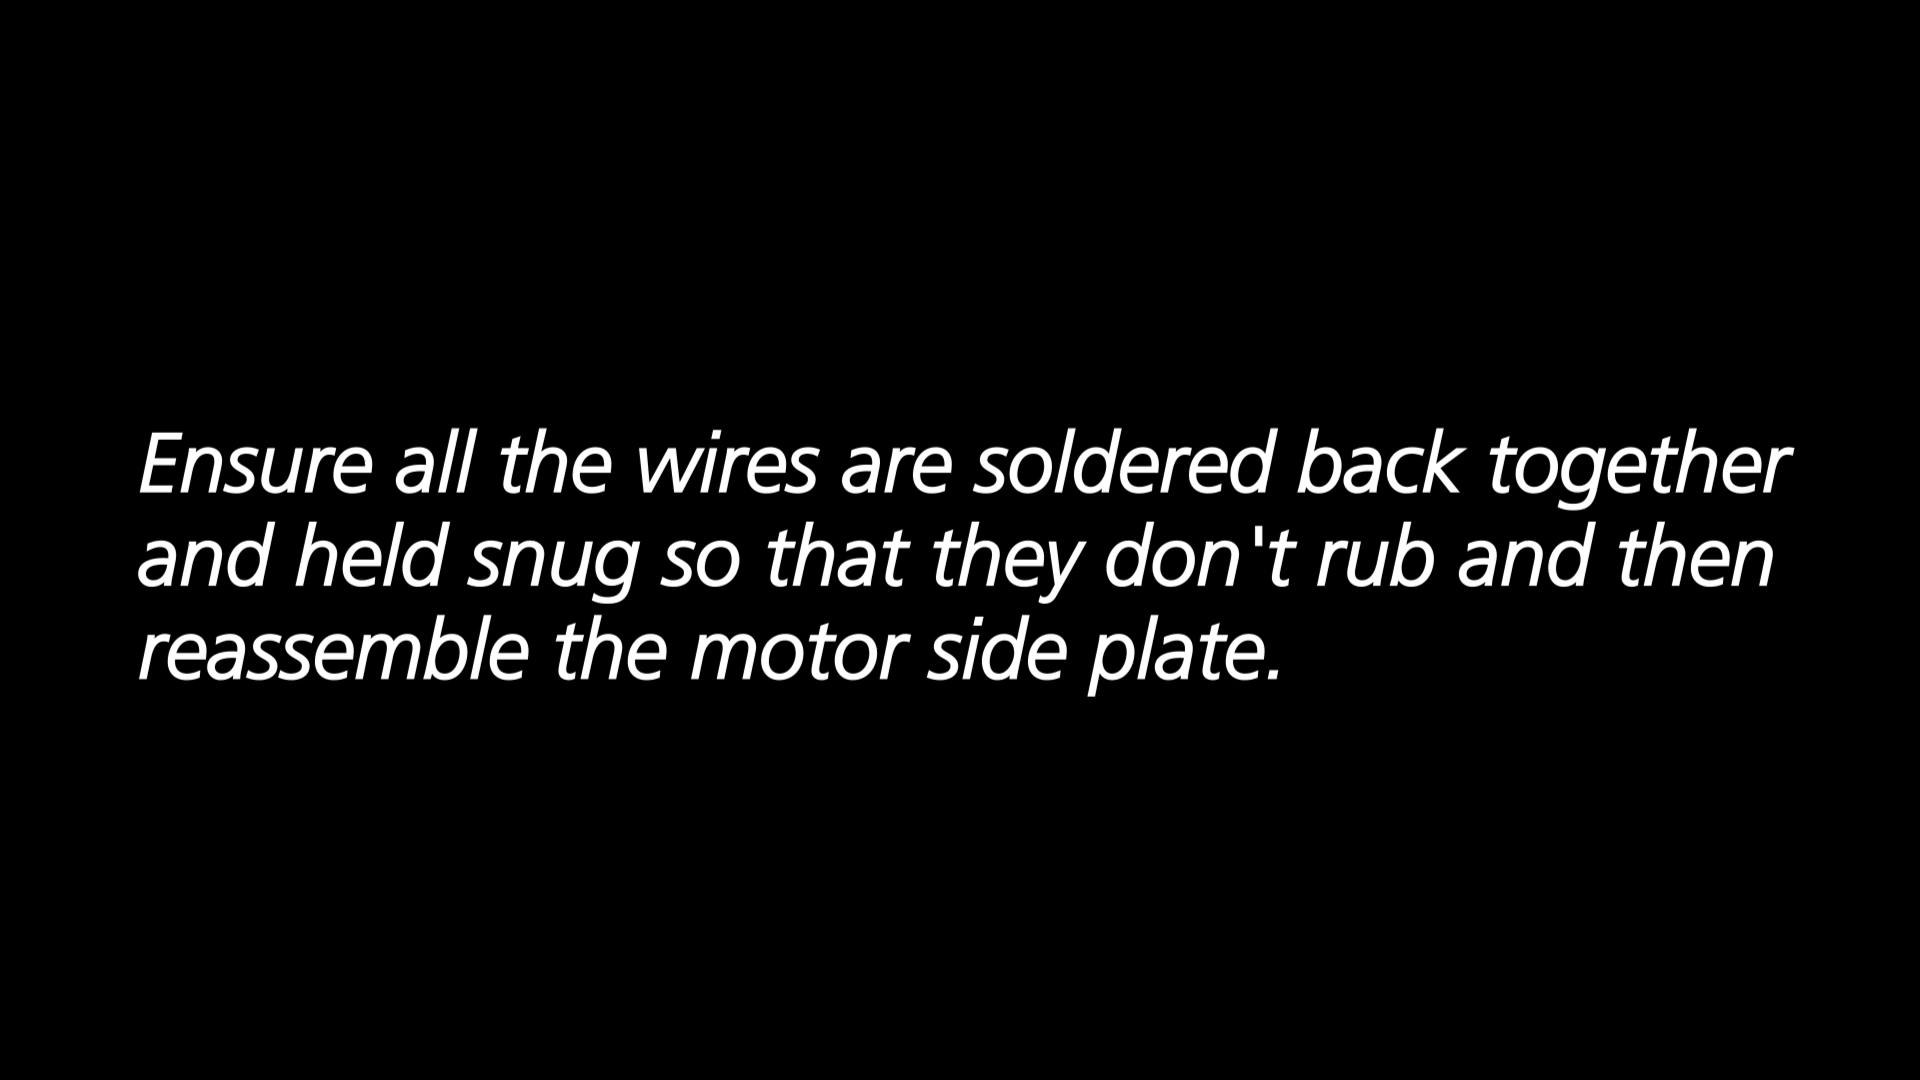 Ensure all the wires are soldered back together
and held snug so that they don't rub and then
reassemble the motor side plate.